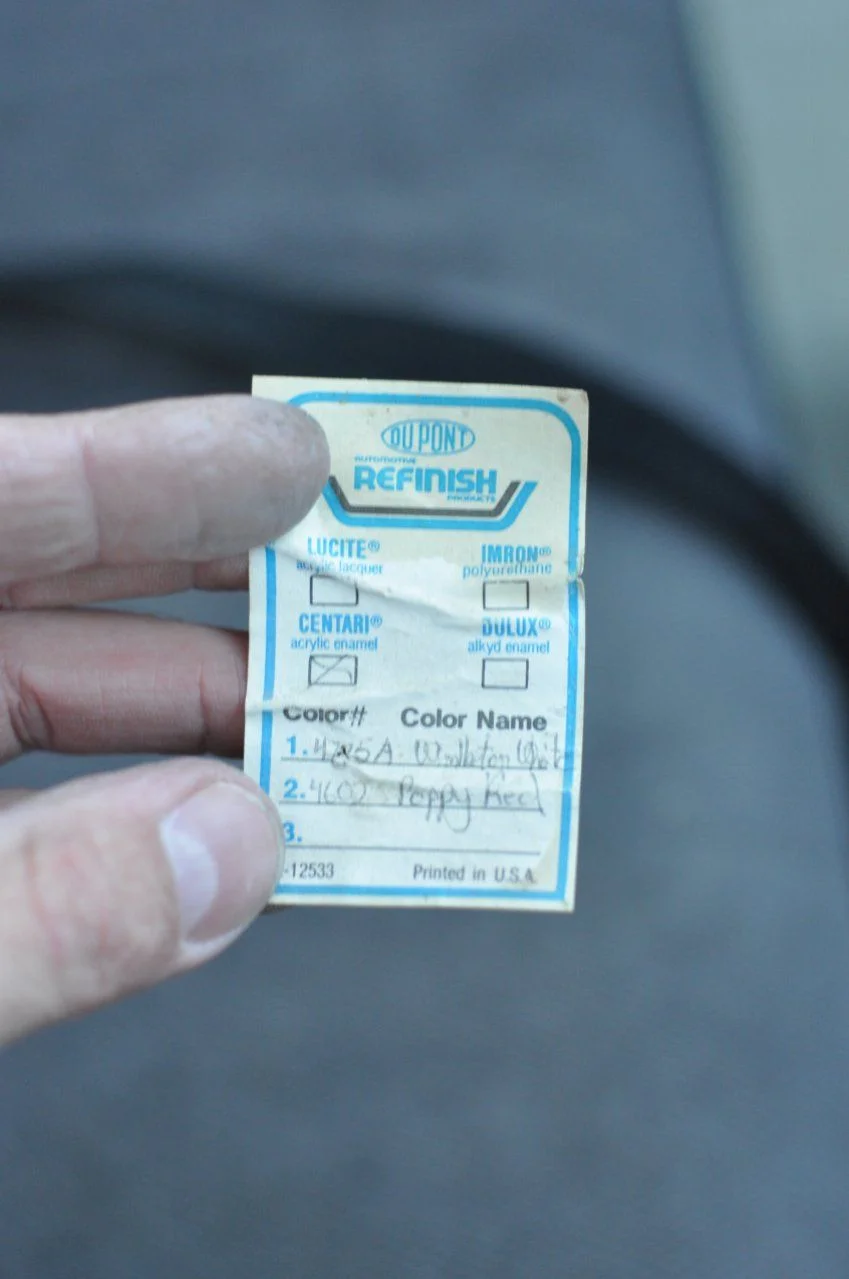 DU PONT
AUTOMOTIVE
REFINISH
PRODUCTS
LUCITE® IMRON®
acrylic lacquer polyurethane
CENTARI® DULUX®
acrylic enamel alkyd enamel
Color# Color Name
1.
2. 4602 Poppy Red
3.
-12533 Printed in U.S.A.